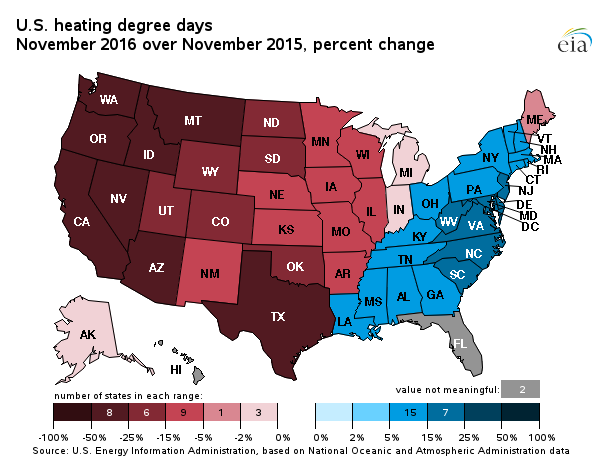 U.S. heating degree days
November 2016 over November 2015, percent change
eia
WA
MT
ND
MN
ME
OR
ID
SD
WI
MI
VT
NH
WY
NY
MA
RI
CT
NV
NE
IA
PA
NJ
CA
UT
CO
IL
IN
OH
DE
MD
DC
KS
MO
WV
VA
KY
AZ
NM
OK
AR
TN
NC
SC
TX
LA
MS
AL
GA
AK
HI
FL
number of states in each range:
value not meaningful: 2
8 6 9 1 3
15 7
-100% -50% -25% -15% -5% -2% 0%
0% 2% 5% 15% 25% 50% 100%
Source: U.S. Energy Information Administration, based on National Oceanic and Atmospheric Administration data